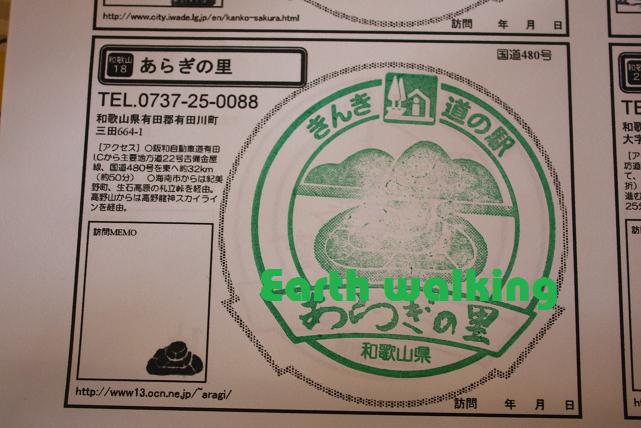 http://www.city.iwade.lg.jp/en/kanko-sakura.html
訪問 年 月 日
和歌山
18
あらぎの里
国道480号
TEL.0737-25-0088
和歌山県有田郡有田川町
三田664-1
［アクセス］○阪和自動車道有田
I.Cから主要地方道22号吉備金屋
線、国道480号を東へ約32km
（約50分） ○海南市からは紀美
野町、生石高原の札立峠を経由。
高野山からは高野龍神スカイライ
ンを経由。
訪問MEMO
きんき 道の駅
Earth walking
あらぎの里
和歌山県
http://www13.ocn.ne.jp/~aragi/
訪問 年 月 日